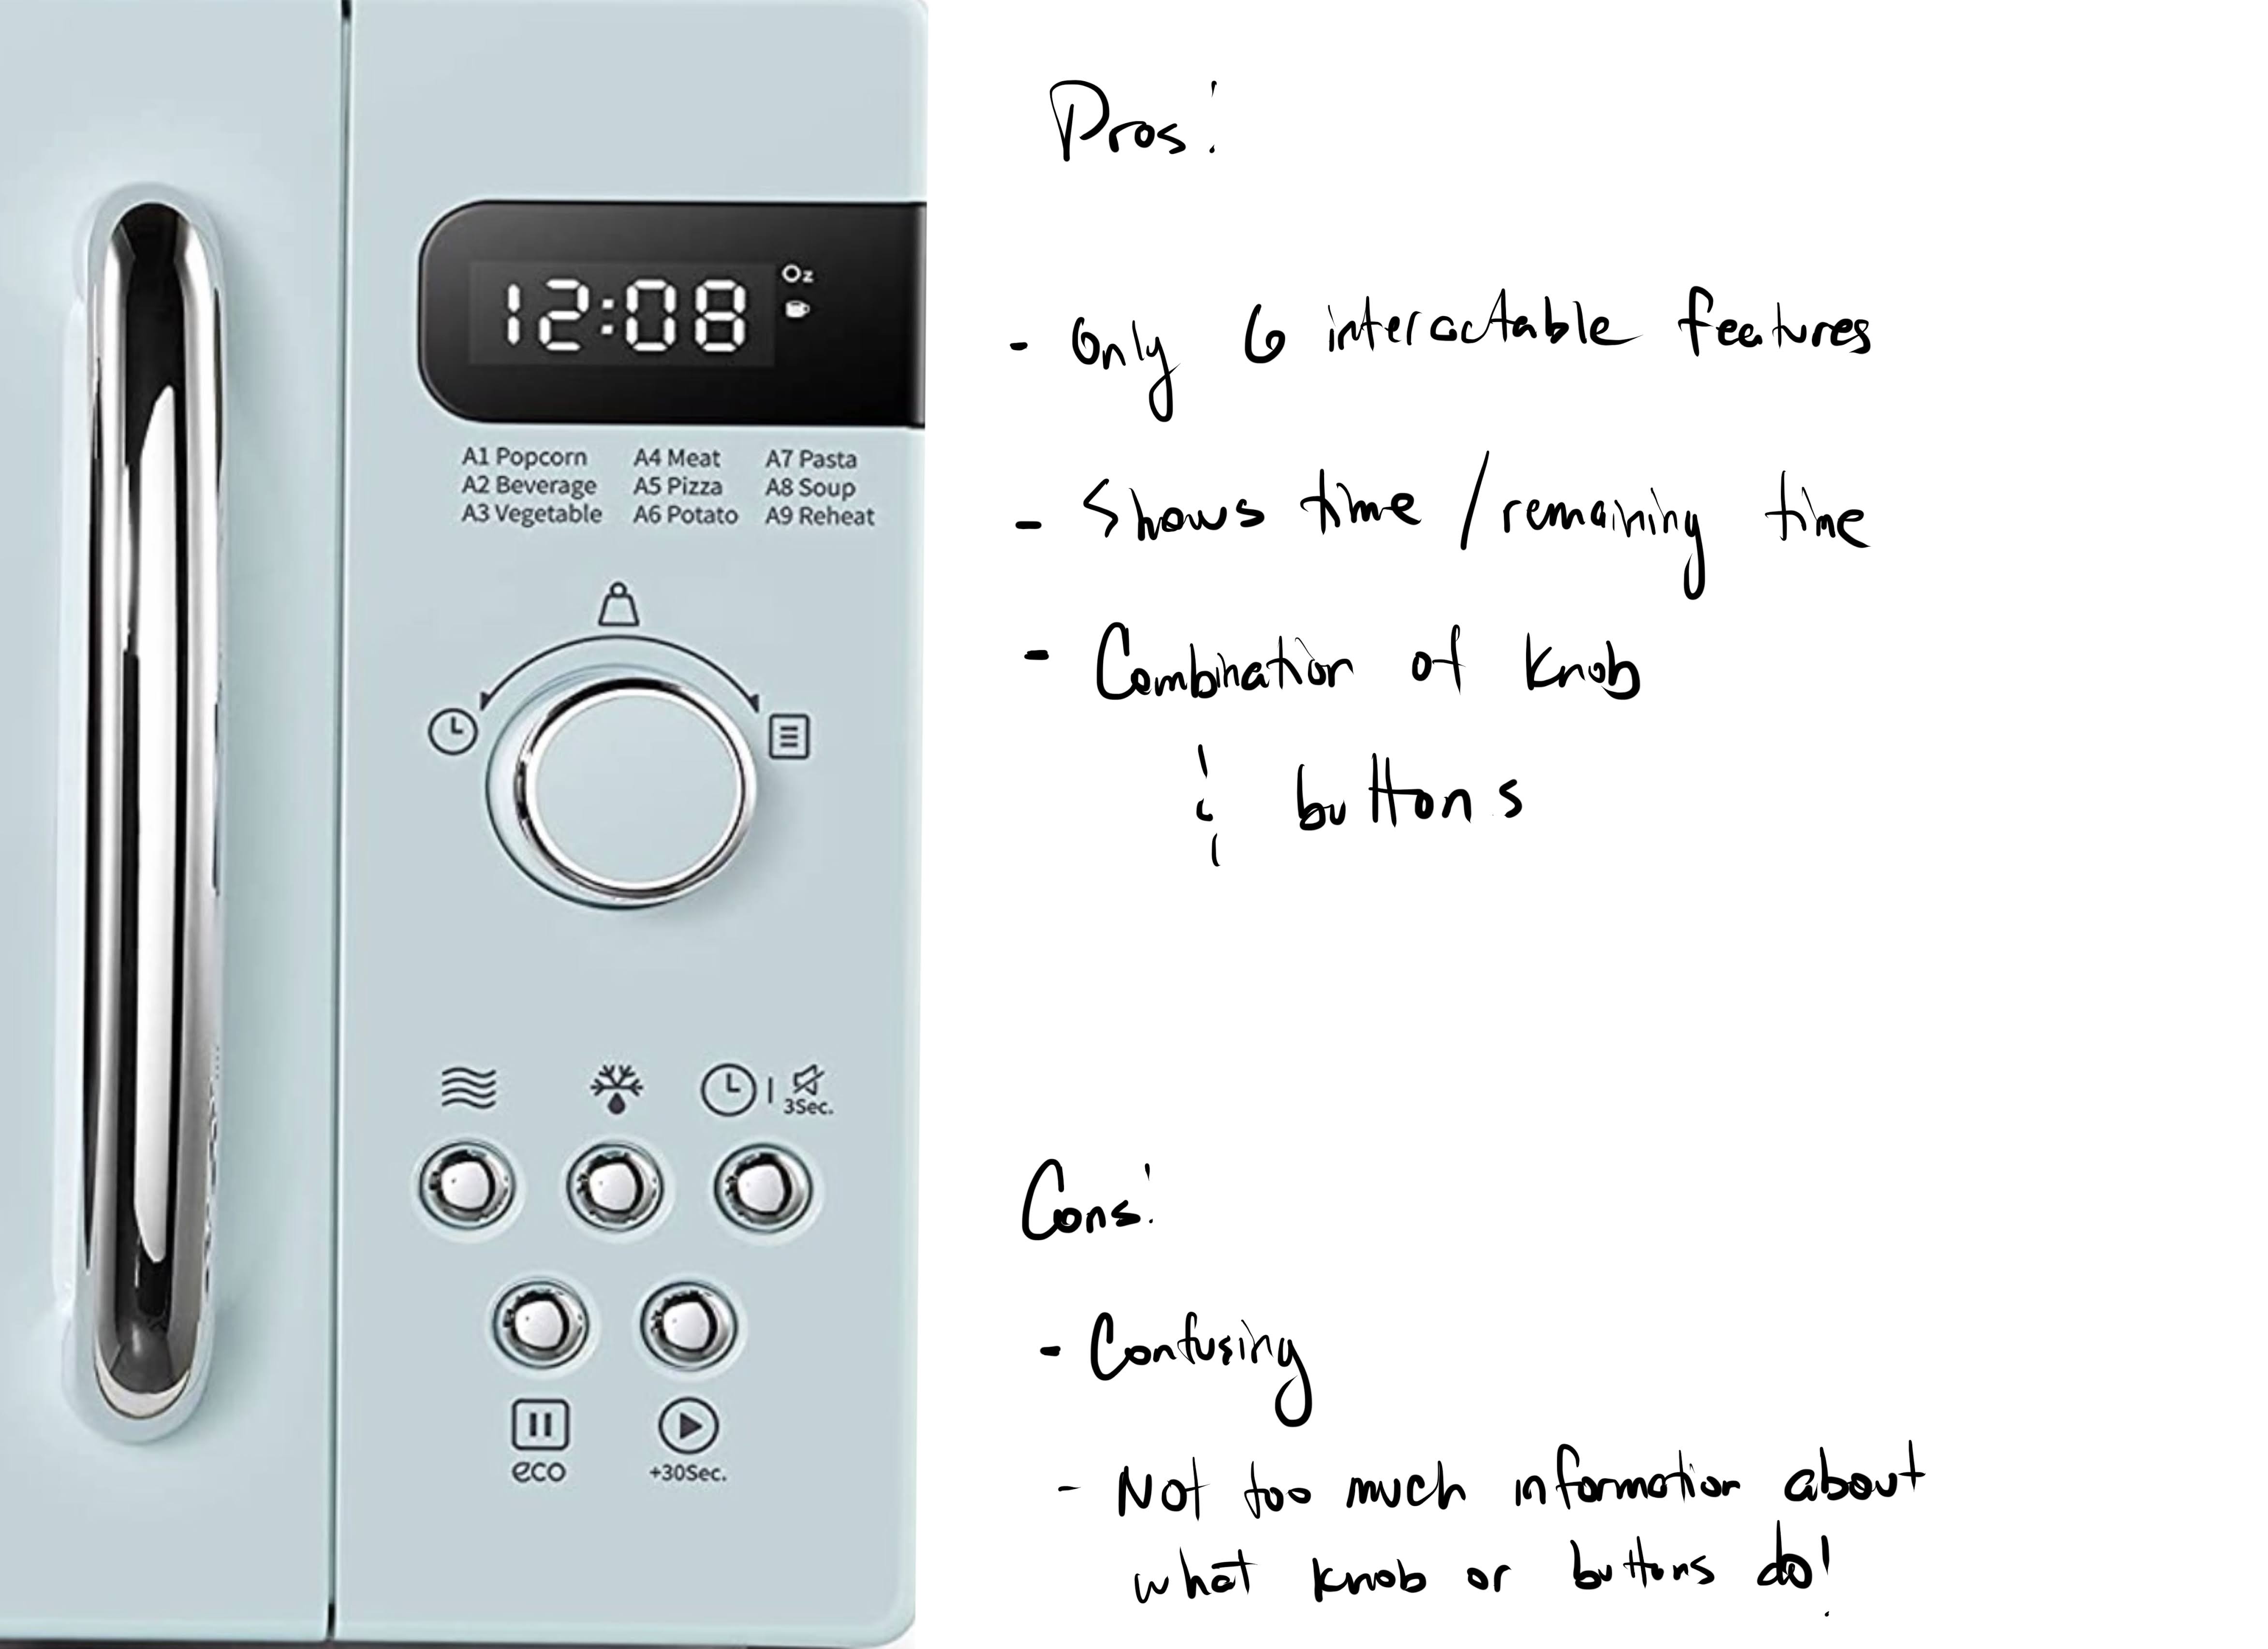 12:08
Oz
A1 Popcorn A4 Meat A7 Pasta
A2 Beverage A5 Pizza A8 Soup
A3 Vegetable A6 Potato A9 Reheat
3Sec.
eco
+30Sec.
Pros:
- Only 6 interactable features
- Shows time / remaining time
- Combination of knob
& buttons
Cons:
- Confusing
- Not too much information about
what knob or buttons do!